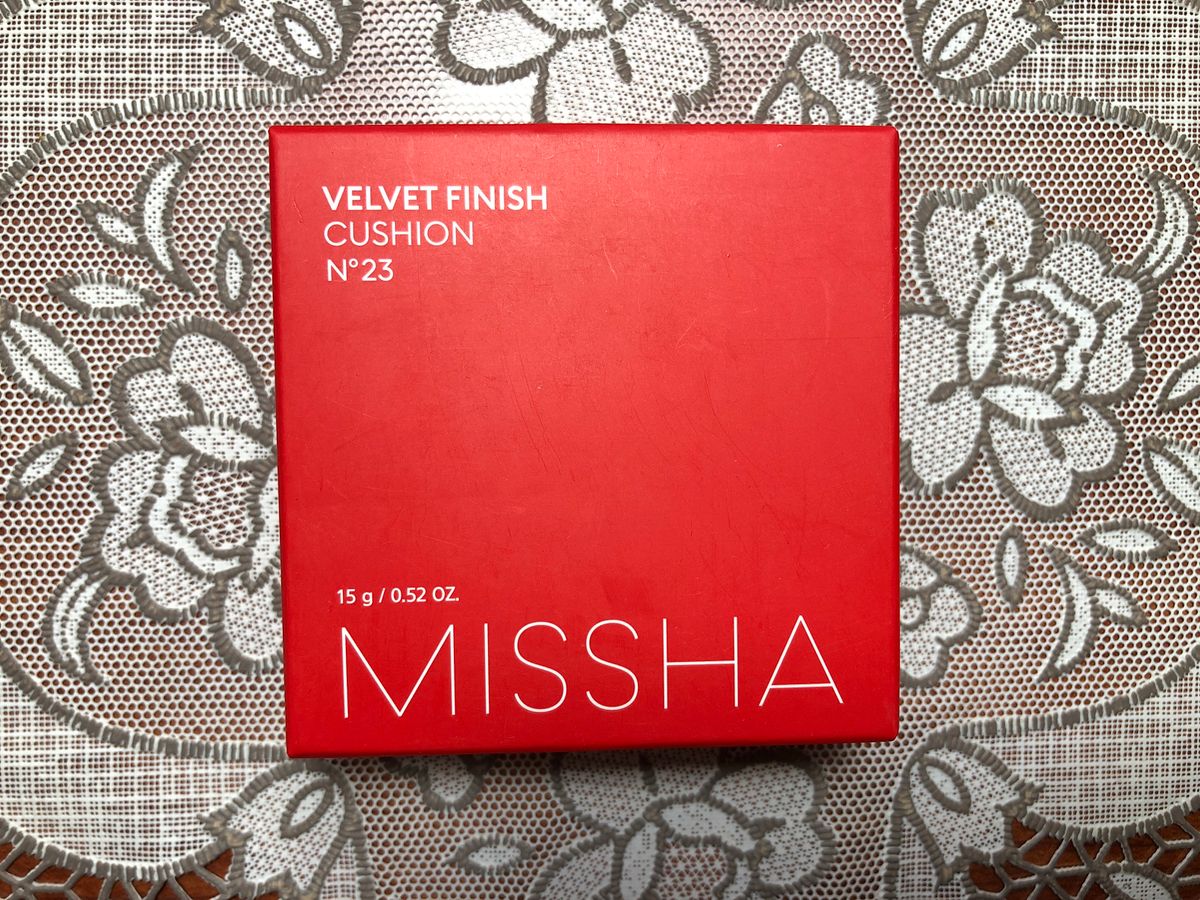 VELVET FINISH
CUSHION
N°23
15 g / 0.52 OZ.
MISSHA